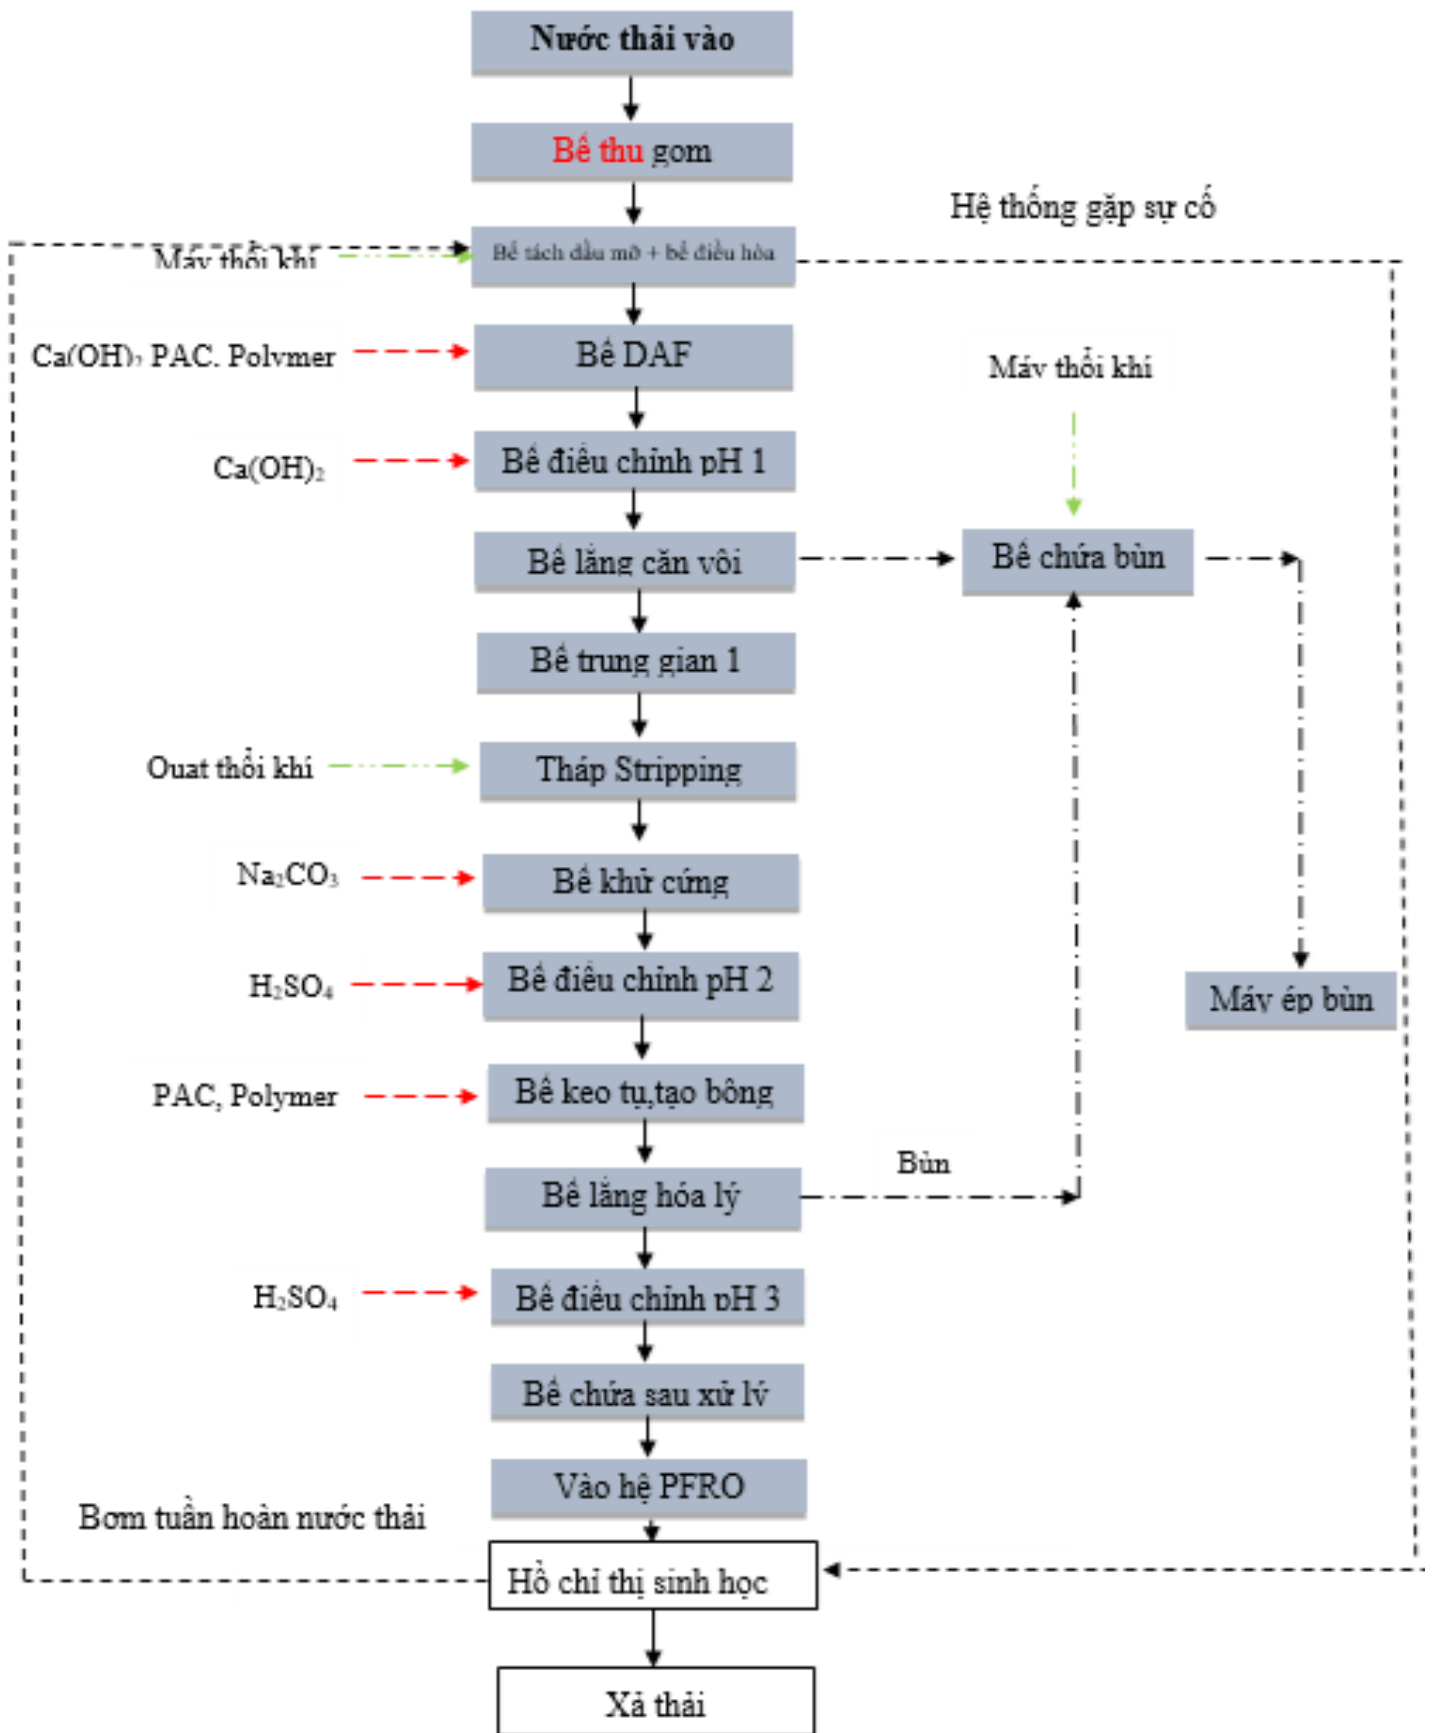 Nước thải vào
Bể thu gom
Hệ thống gặp sự cố
Bể tách dầu mỡ + bể điều hòa
Máy thổi khí
Ca(OH)₂ PAC. Polymer
Bể DAF
Máy thổi khí
Ca(OH)₂
Bể điều chỉnh pH 1
Bể lắng cặn vôi
Bể chứa bùn
Bể trung gian 1
Quạt thổi khí
Tháp Stripping
Na₂CO₃
Bể khử cứng
H₂SO₄
Bể điều chỉnh pH 2
Máy ép bùn
PAC, Polymer
Bể keo tụ,tạo bông
Bùn
Bể lắng hóa lý
H₂SO₄
Bể điều chỉnh pH 3
Bể chứa sau xử lý
Vào hệ PFRO
Bơm tuần hoàn nước thải
Hồ chỉ thị sinh học
Xả thải